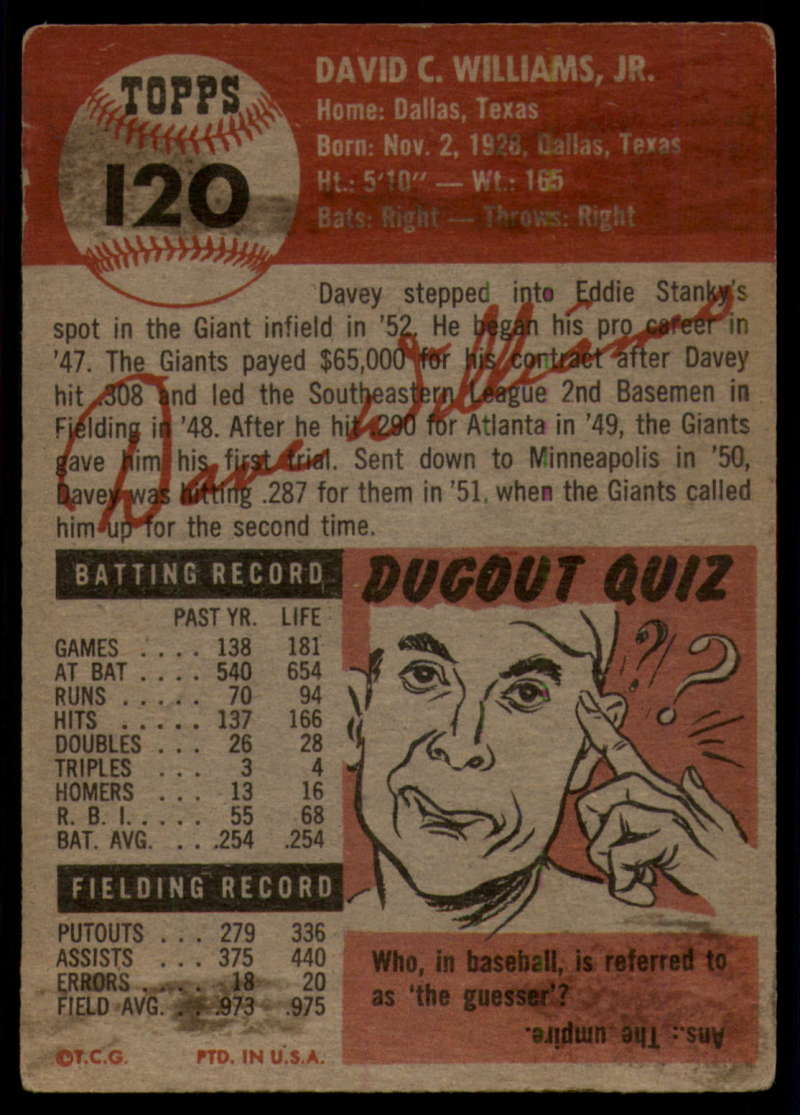 TOPPS
120
DAVID C. WILLIAMS, JR.
Home: Dallas, Texas
Born: Nov. 2, 1928, Dallas, Texas
Ht.: 5'10" — Wt.: 165
Bats: Right — Throws: Right
Davey stepped into Eddie Stanky's
spot in the Giant infield in '52. He began his pro career in
'47. The Giants payed $65,000 for his contract after Davey
hit .308 and led the Southeastern League 2nd Basemen in
Fielding in '48. After he hit .290 for Atlanta in '49, the Giants
gave him his first trial. Sent down to Minneapolis in '50,
Davey was hitting .287 for them in '51, when the Giants called
him up for the second time.
Dave Williams
BATTING RECORD
PAST YR. LIFE
GAMES .... 138 181
AT BAT .... 540 654
RUNS ..... 70 94
HITS ..... 137 166
DOUBLES ... 26 28
TRIPLES ... 3 4
HOMERS ... 13 16
R. B. I. .... 55 68
BAT. AVG. ... .254 .254
FIELDING RECORD
PUTOUTS ... 279 336
ASSISTS ... 375 440
ERRORS .... 18 20
FIELD AVG. .. .973 .975
©T.C.G. PTD. IN U.S.A.
DUGOUT QUIZ
??
Who, in baseball, is referred to
as 'the guesser'?
Ans.: The umpire.